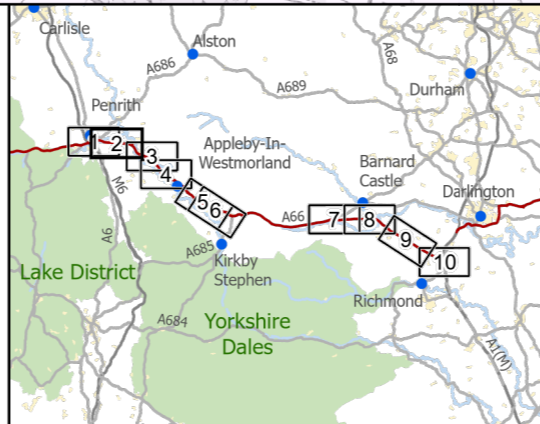 Carlisle
Alston
A68
A686
A689
Durham
Penrith
1
2
3
4
5
6
7
8
9
10
Appleby-In-
Westmorland
Barnard
Castle
Darlington
M6
A66
A6
A685
Kirkby
Stephen
Lake District
Richmond
A684
Yorkshire
Dales
A1(M)